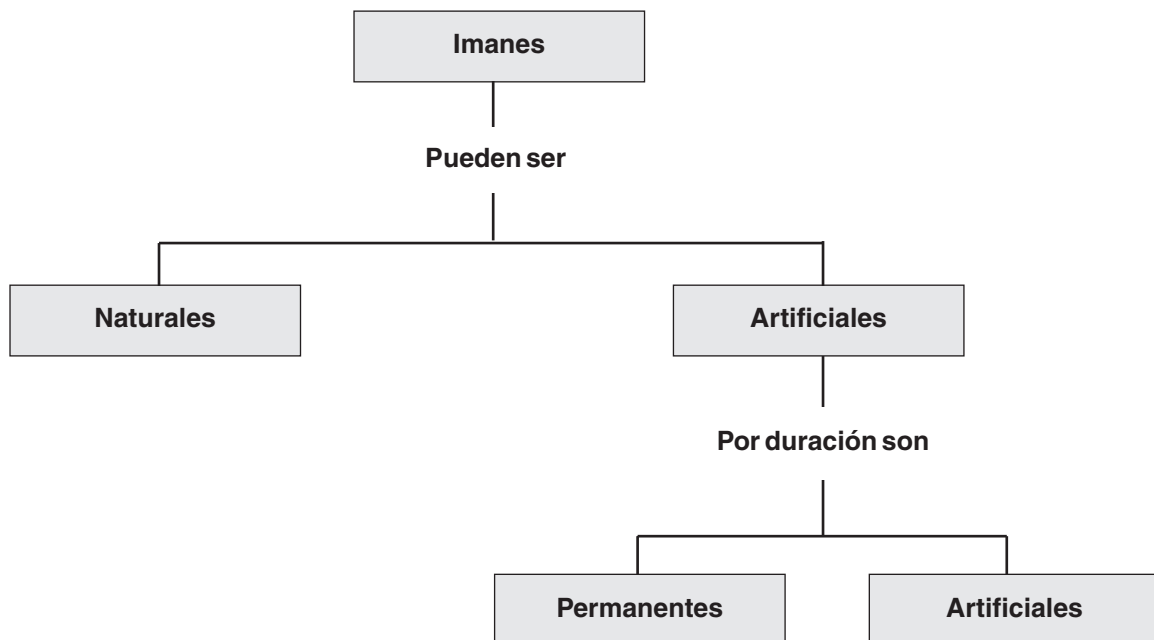 Imanes
Pueden ser
Naturales
Artificiales
Por duración son
Permanentes
Artificiales